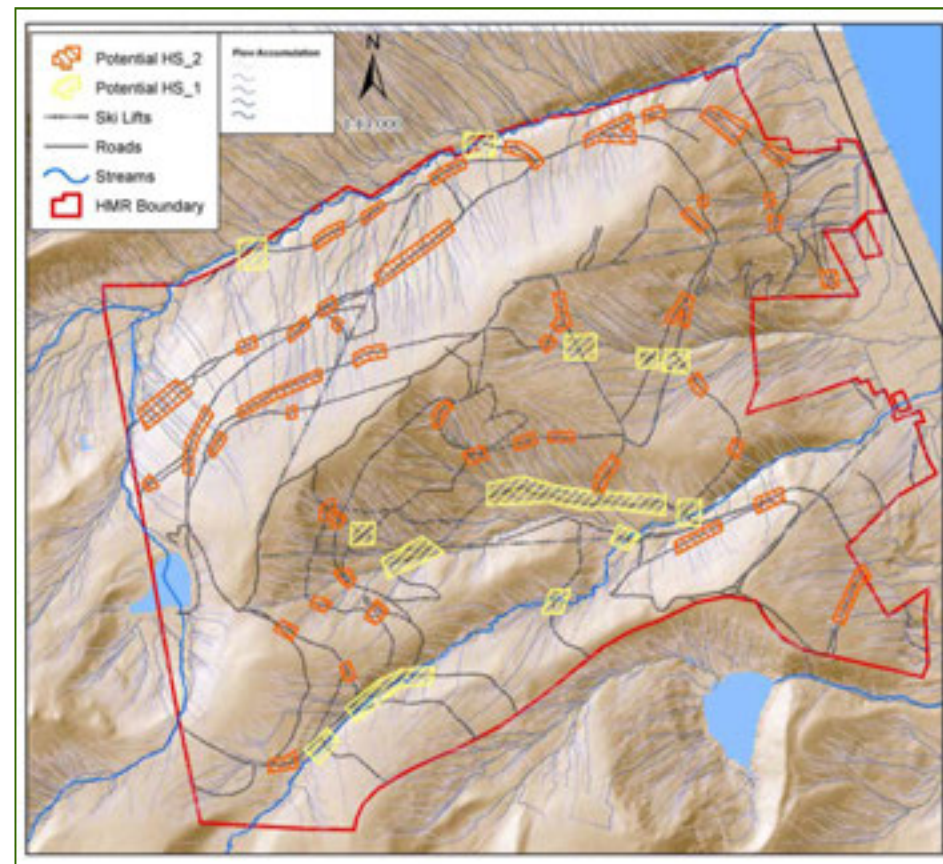 Potential HS_2
Potential HS_1
Ski Lifts
Roads
Streams
HMR Boundary
Flow Accumulation
N